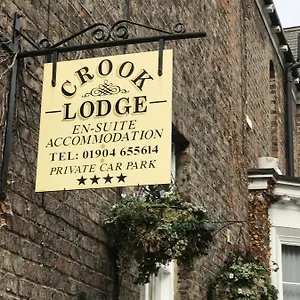 CROOK
LODGE
EN-SUITE
ACCOMMODATION
TEL: 01904 655614
PRIVATE CAR PARK
★★★★